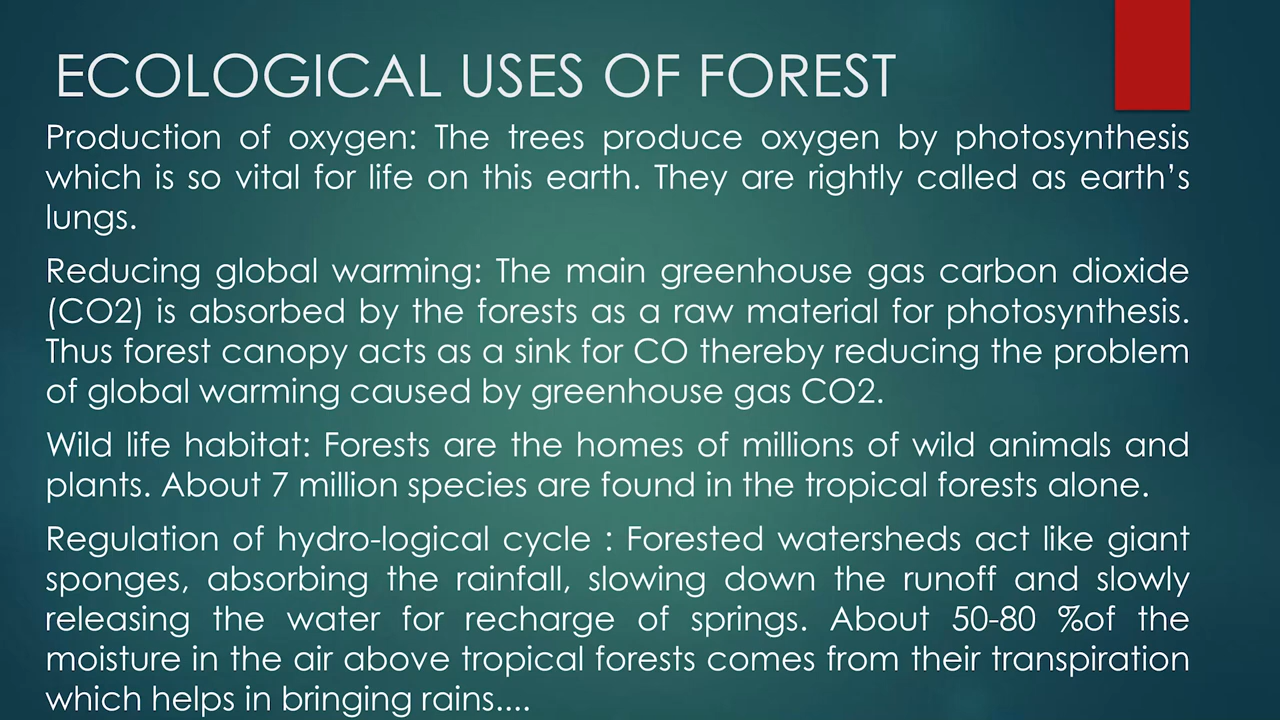 ECOLOGICAL USES OF FOREST
Production of oxygen: The trees produce oxygen by photosynthesis
which is so vital for life on this earth. They are rightly called as earth’s
lungs.
Reducing global warming: The main greenhouse gas carbon dioxide
(CO2) is absorbed by the forests as a raw material for photosynthesis.
Thus forest canopy acts as a sink for CO thereby reducing the problem
of global warming caused by greenhouse gas CO2.
Wild life habitat: Forests are the homes of millions of wild animals and
plants. About 7 million species are found in the tropical forests alone.
Regulation of hydro-logical cycle : Forested watersheds act like giant
sponges, absorbing the rainfall, slowing down the runoff and slowly
releasing the water for recharge of springs. About 50-80 %of the
moisture in the air above tropical forests comes from their transpiration
which helps in bringing rains....